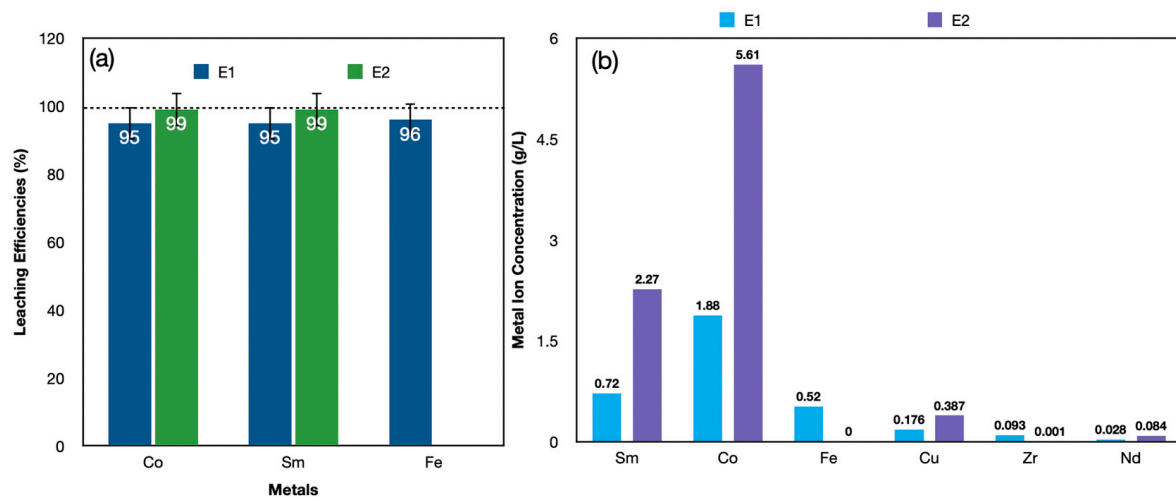 E1 E2
(a)
E1 E2
120
100
80
60
40
20
0
Leaching Efficiencies (%)
95 99 95 99 96
Co Sm Fe
Metals
(b)
6
4.5
3
1.5
0
Metal Ion Concentration (g/L)
0.72 2.27 1.88 5.61 0.52 0 0.176 0.387 0.093 0.001 0.028 0.084
Sm Co Fe Cu Zr Nd